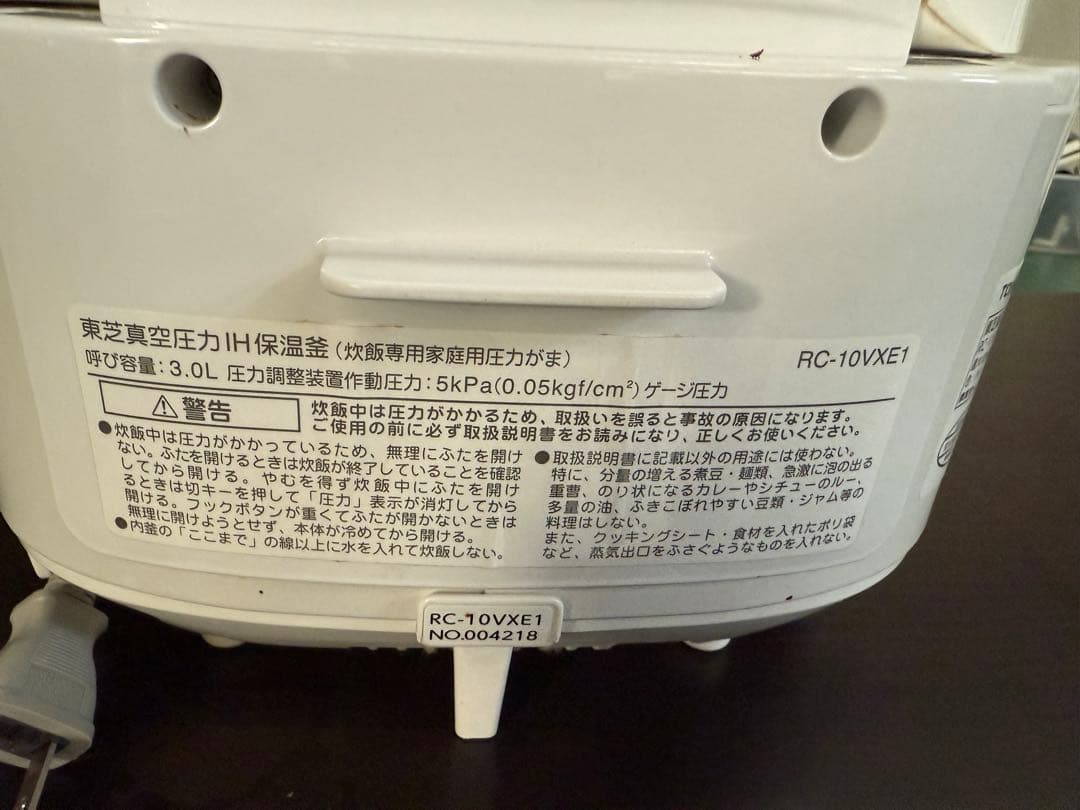 東芝真空圧力IH保温釜(炊飯専用家庭用圧力がま) RC-10VXE1
呼び容量:3.0L 圧力調整装置作動圧力:5kPa(0.05kgf/cm²)ゲージ圧力
⚠警告 炊飯中は圧力がかかるため、取扱いを誤ると事故の原因になります。
ご使用の前に必ず取扱説明書をお読みになり、正しくお使いください。
●炊飯中は圧力がかかっているため、無理にふたを開け
ない。ふたを開けるときは炊飯が終了していることを確認
してから開ける。やむを得ず炊飯中にふたを開け
るときは切キーを押して「圧力」表示が消灯してから
開ける。フックボタンが重くてふたが開かないときは
無理に開けようとせず、本体が冷めてから開ける。
●内釜の「ここまで」の線以上に水を入れて炊飯しない。
●取扱説明書に記載以外の用途には使わない。
特に、分量の増える煮豆・麺類、急激に泡の出る
重曹、のり状になるカレーやシチューのルー、
多量の油、ふきこぼれやすい豆類・ジャム等の
料理はしない。
また、クッキングシート・食材を入れたポリ袋
など、蒸気出口をふさぐようなものを入れない。
RC-10VXE1
NO.004218